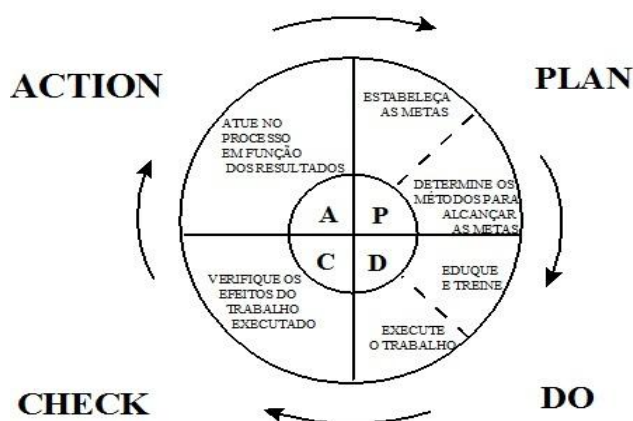 ACTION
PLAN
ATUE NO
PROCESSO
EM FUNÇÃO
DOS RESULTADOS
ESTABELEÇA
AS METAS
DETERMINE OS
MÉTODOS PARA
ALCANÇAR
AS METAS
A
P
C
D
VERIFIQUE OS
EFEITOS DO
TRABALHO
EXECUTADO
EDUQUE
E TREINE
EXECUTE
O TRABALHO
CHECK
DO